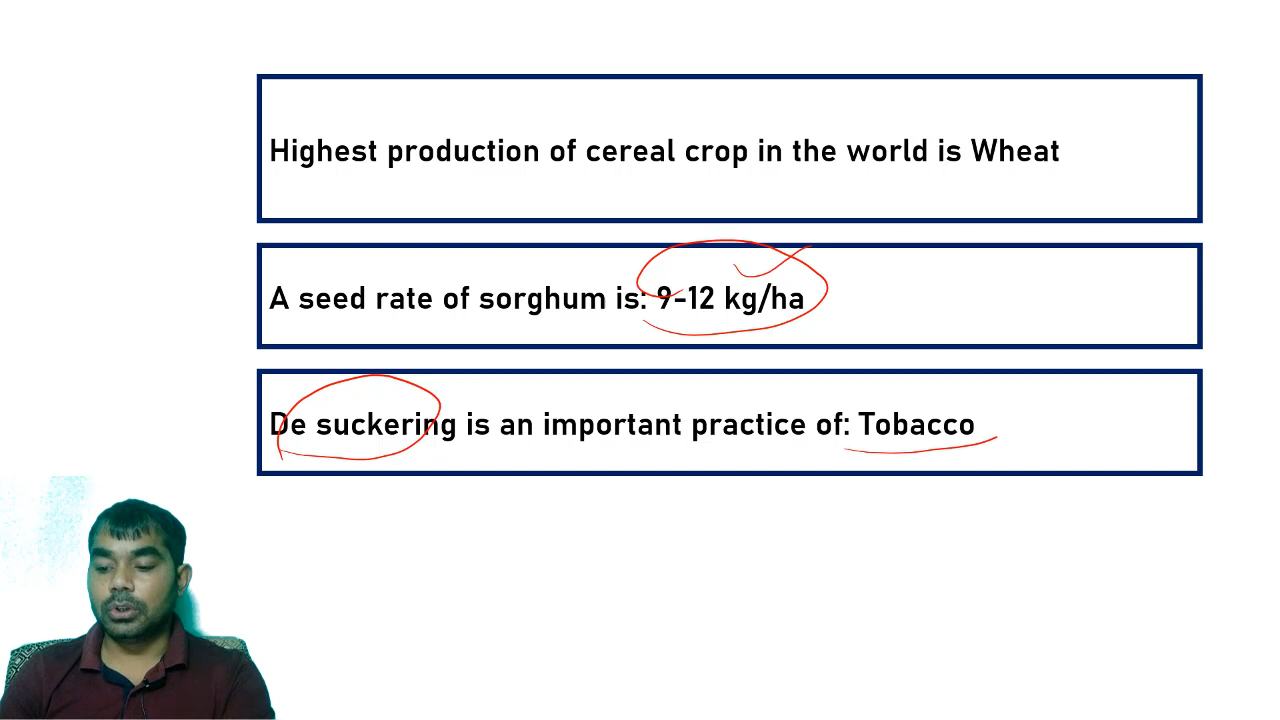 Highest production of cereal crop in the world is Wheat
A seed rate of sorghum is: 9-12 kg/ha
De suckering is an important practice of: Tobacco